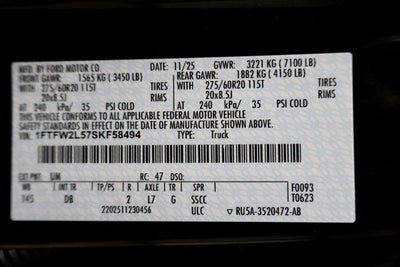 MFD. BY FORD MOTOR CO. 11/25 GVWR: 3221 KG ( 7100 LB)
FRONT GAWR: 1565 KG ( 3450 LB) REAR GAWR: 1882 KG ( 4150 LB)
WITH 275/60R20 115T TIRES WITH 275/60R20 115T TIRES
20x8.5J RIMS 20x8.5J RIMS
AT 240 kPa/ 35 PSI COLD AT 240 kPa/ 35 PSI COLD
THIS VEHICLE CONFORMS TO ALL APPLICABLE FEDERAL MOTOR VEHICLE
SAFETY STANDARDS IN EFFECT ON THE DATE OF MANUFACTURE SHOWN ABOVE.
VIN: 1FTFW2L57SKF58494 TYPE: Truck
EXT PNT: UM RC: 47 DSO: F0093
WB INT TR TP/PS R AXLE TR SPR T0623
145 DB 2 L7 G SSCC
2202511230456 ULC RU5A-3520472-AB